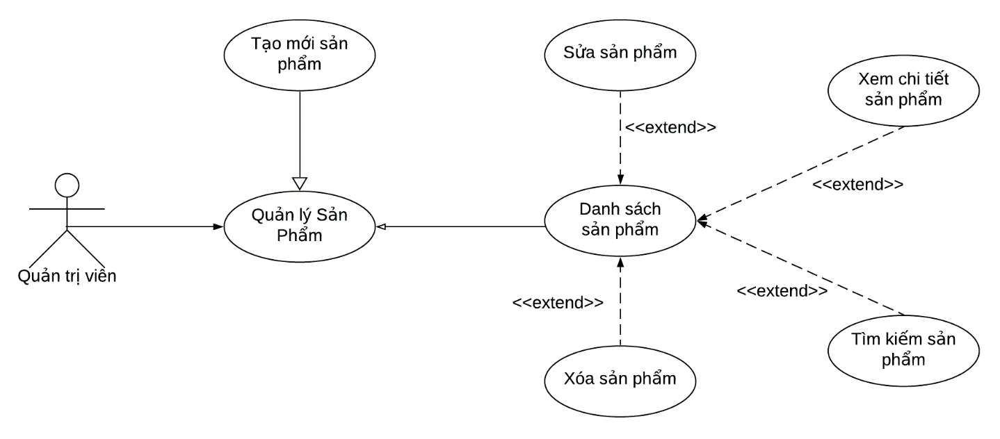 Tạo mới sản
phẩm
Sửa sản phẩm
Xem chi tiết
sản phẩm
<<extend>>
<<extend>>
Quản lý Sản
Phẩm
Danh sách
sản phẩm
Quản trị viên
<<extend>>
<<extend>>
Tìm kiếm sản
phẩm
Xóa sản phẩm